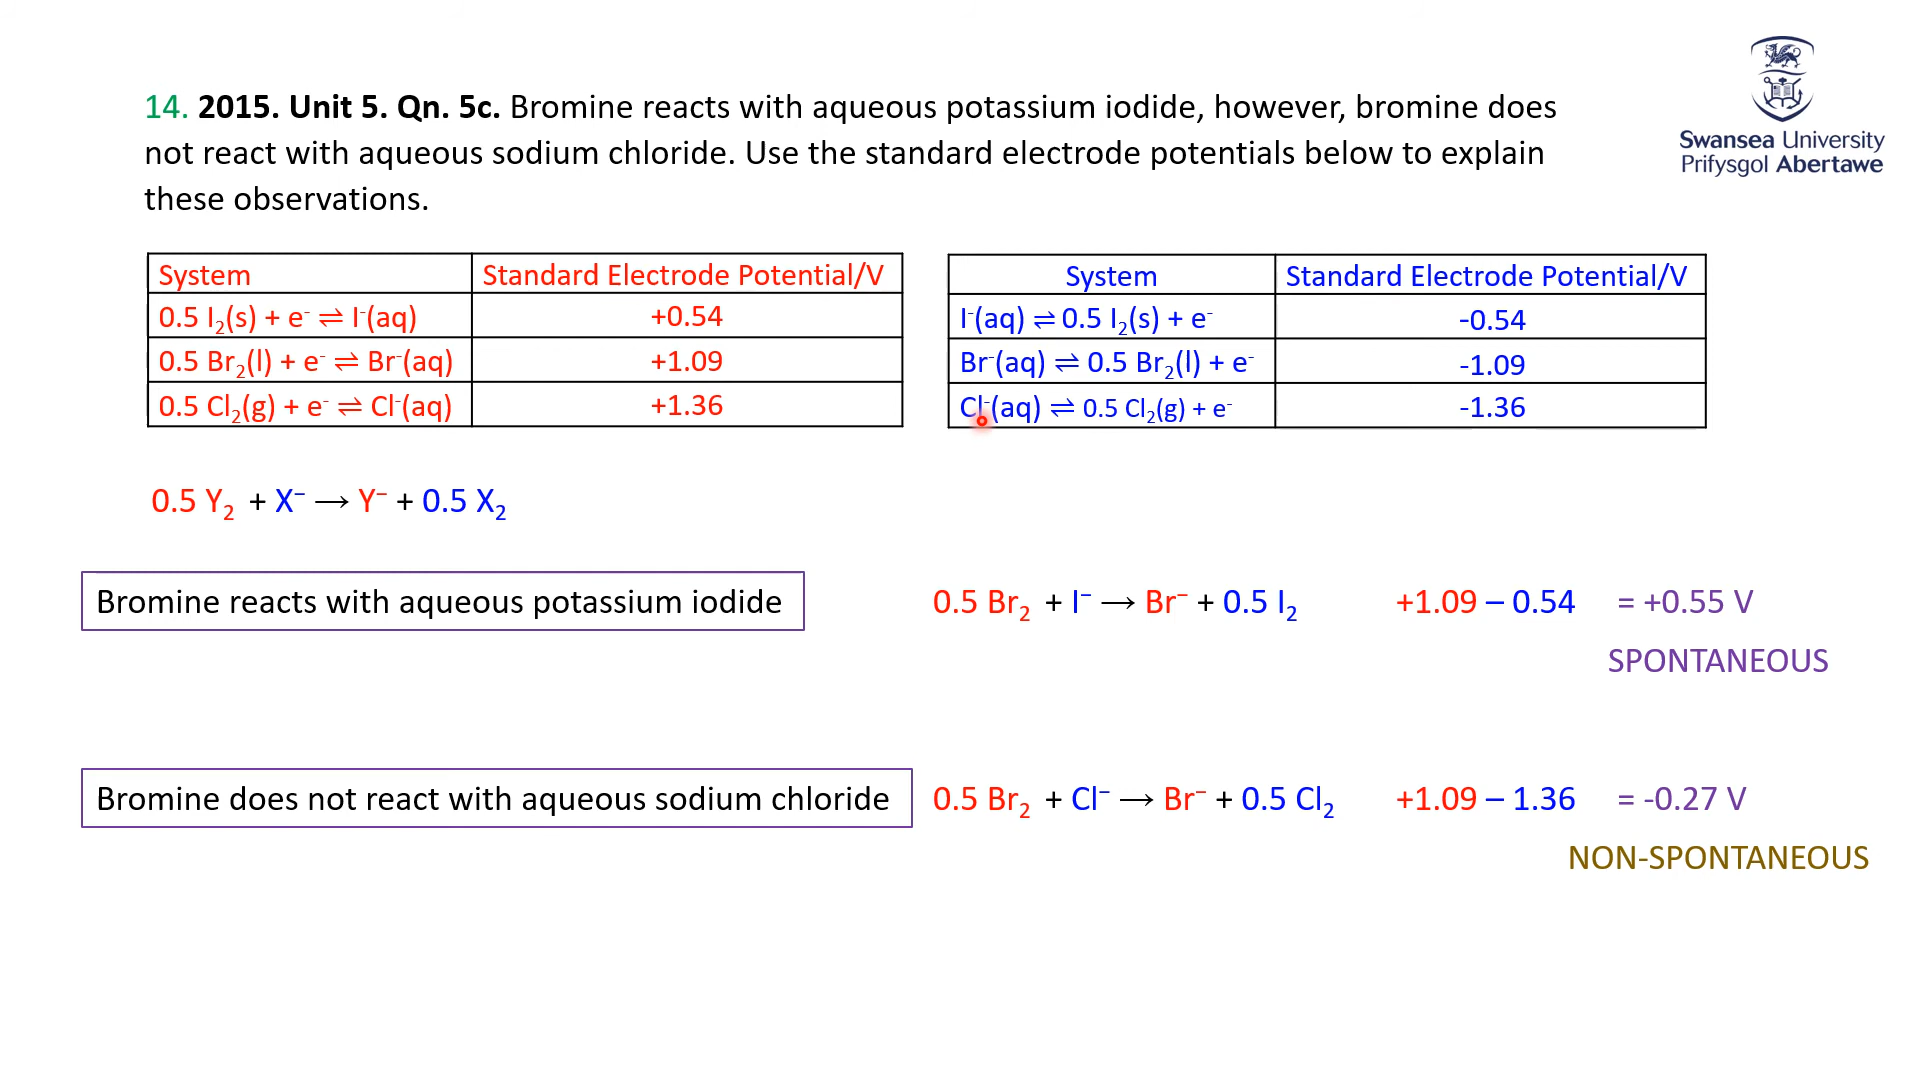 14. 2015. Unit 5. Qn. 5c. Bromine reacts with aqueous potassium iodide, however, bromine does
not react with aqueous sodium chloride. Use the standard electrode potentials below to explain
these observations.
Swansea University
Prifysgol Abertawe
System Standard Electrode Potential/V
0.5 I₂(s) + e⁻ ⇌ I⁻(aq) +0.54
0.5 Br₂(l) + e⁻ ⇌ Br⁻(aq) +1.09
0.5 Cl₂(g) + e⁻ ⇌ Cl⁻(aq) +1.36
System Standard Electrode Potential/V
I⁻(aq) ⇌ 0.5 I₂(s) + e⁻ -0.54
Br⁻(aq) ⇌ 0.5 Br₂(l) + e⁻ -1.09
Cl⁻(aq) ⇌ 0.5 Cl₂(g) + e⁻ -1.36
0.5 Y₂ + X⁻ → Y⁻ + 0.5 X₂
Bromine reacts with aqueous potassium iodide 0.5 Br₂ + I⁻ → Br⁻ + 0.5 I₂ +1.09 – 0.54 = +0.55 V
SPONTANEOUS
Bromine does not react with aqueous sodium chloride 0.5 Br₂ + Cl⁻ → Br⁻ + 0.5 Cl₂ +1.09 – 1.36 = -0.27 V
NON-SPONTANEOUS